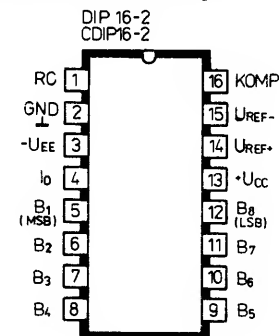 DIP 16-2
CDIP16-2
RC 1 16 KOMP
GND 2 15 UREF-
-UEE 3 14 UREF+
I0 4 13 +UCC
B1 (MSB) 5 12 B8 (LSB)
B2 6 11 B7
B3 7 10 B6
B4 8 9 B5